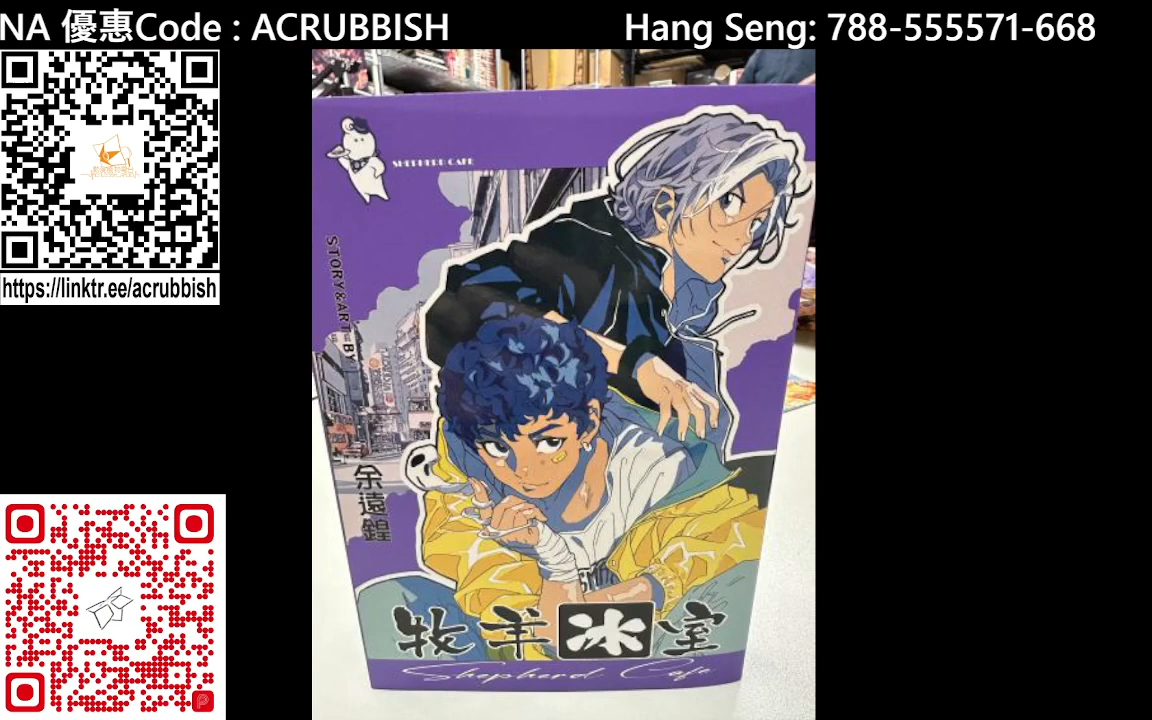 NA 優惠Code : ACRUBBISH
Hang Seng: 788-555571-668
https://linktr.ee/acrubbish
SHEPHERD CAFE
STORY&ART BY
余遠鍠
牧羊冰室
Shepherd Cafe